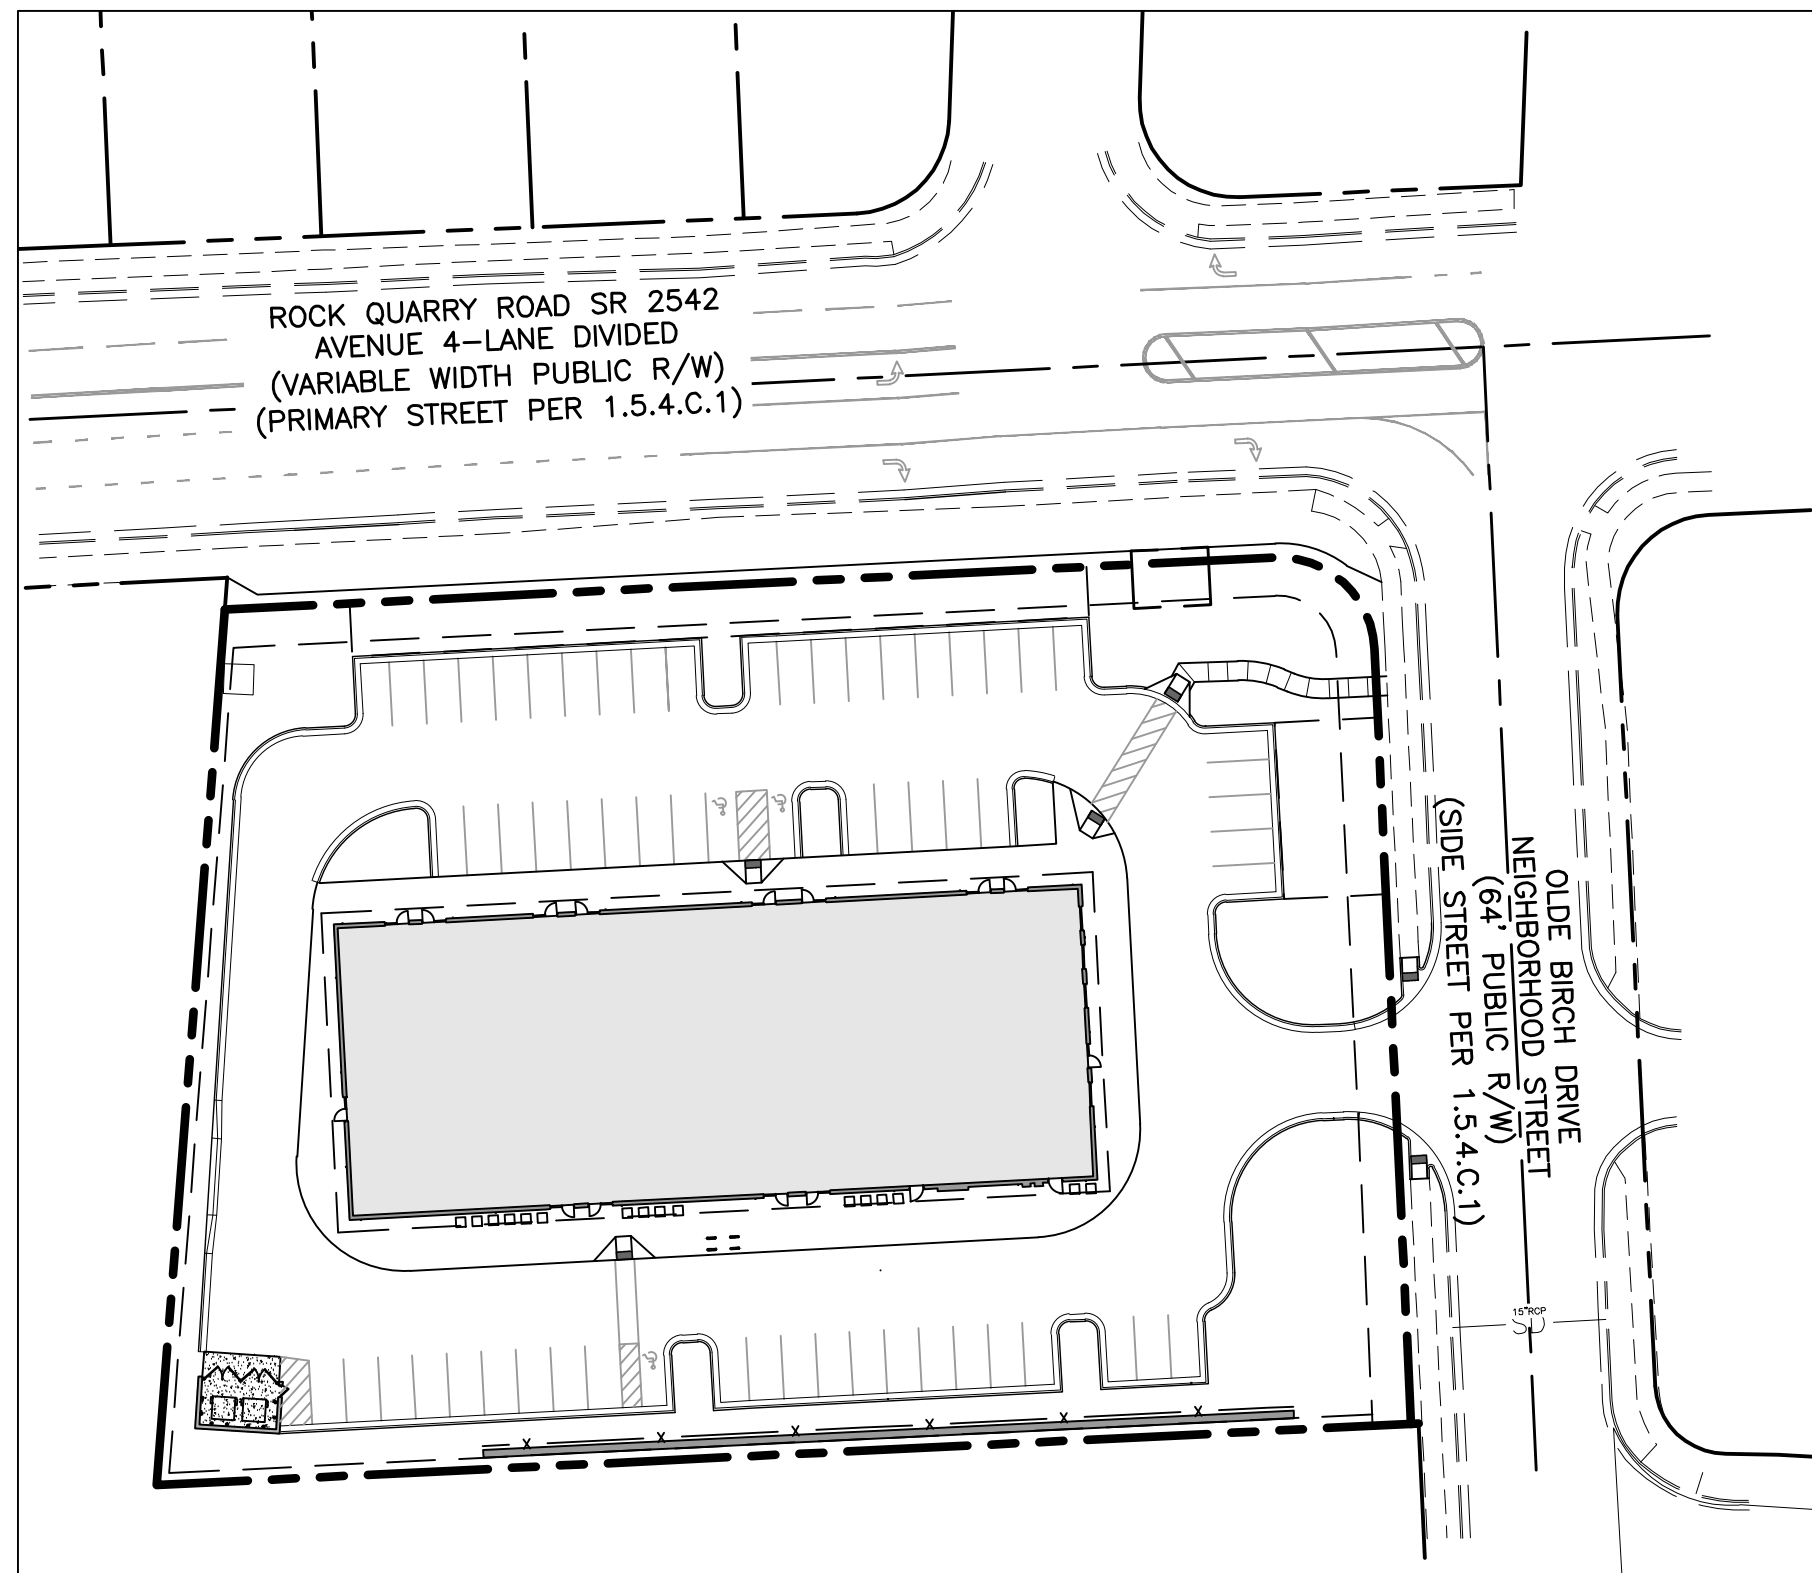 ROCK QUARRY ROAD SR 2542
AVENUE 4-LANE DIVIDED
(VARIABLE WIDTH PUBLIC R/W)
(PRIMARY STREET PER 1.5.4.C.1)
OLDE BIRCH DRIVE
NEIGHBORHOOD STREET
(64' PUBLIC R/W)
(SIDE STREET PER 1.5.4.C.1)
15"RCP
SD
X X X X X X